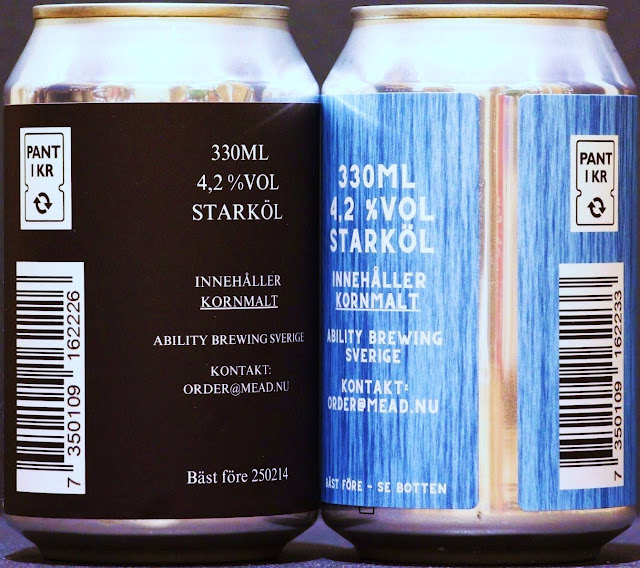 PANT
1 KR
330ML
4,2 %VOL
STARKÖL
INNEHÅLLER
KORNMALT
ABILITY BREWING SVERIGE
KONTAKT:
ORDER@MEAD.NU
Bäst före 250214
7 350109 162226
330ML
4,2 %VOL
STARKÖL
INNEHÅLLER
KORNMALT
ABILITY BREWING
SVERIGE
KONTAKT:
ORDER@MEAD.NU
BÄST FÖRE - SE BOTTEN
PANT
1 KR
7 350109 162233